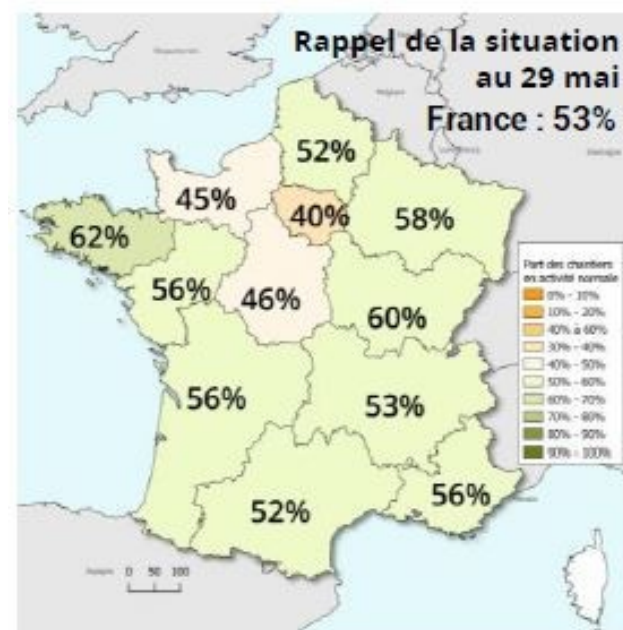 Rappel de la situation
au 29 mai
France : 53%
52%
45%
40%
58%
62%
56%
46%
60%
56%
53%
52%
56%
Part des chantiers
en activité normale
0% - 10%
10% - 20%
40% à 60%
30% - 40%
40% - 50%
50% - 60%
60% - 70%
70% - 80%
80% - 90%
90% - 100%
0 50 100